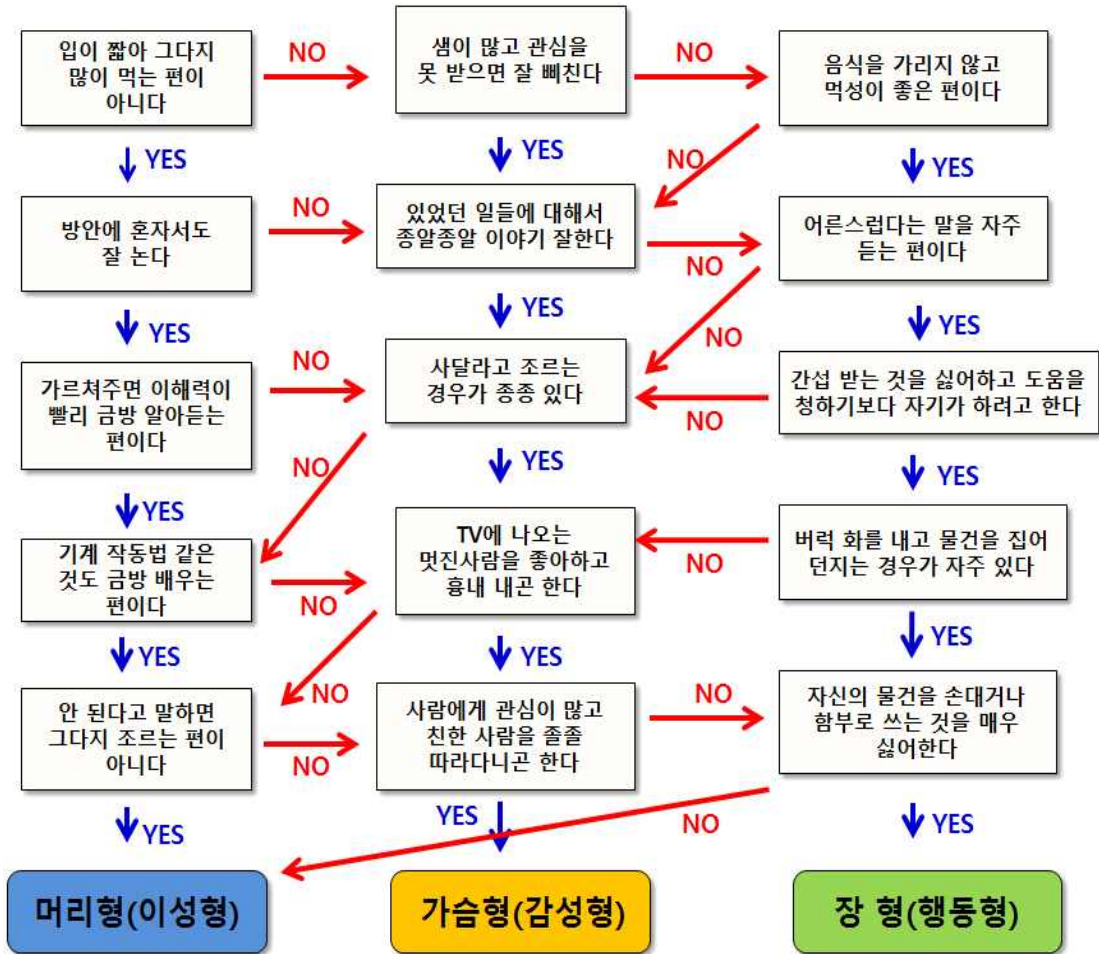 입이 짧아 그다지
많이 먹는 편이
아니다
NO
샘이 많고 관심을
못 받으면 잘 삐친다
NO
음식을 가리지 않고
먹성이 좋은 편이다
YES
YES
NO
방안에 혼자서도
잘 논다
NO
있었던 일들에 대해서
종알종알 이야기 잘한다
NO
어른스럽다는 말을 자주
듣는 편이다
YES
YES
NO
YES
가르쳐주면 이해력이
빨리 금방 알아듣는
편이다
NO
사달라고 조르는
경우가 종종 있다
NO
간섭 받는 것을 싫어하고 도움을
청하기보다 자기가 하려고 한다
YES
NO
YES
YES
기계 작동법 같은
것도 금방 배우는
편이다
NO
TV에 나오는
멋진사람을 좋아하고
흉내 내곤 한다
NO
버럭 화를 내고 물건을 집어
던지는 경우가 자주 있다
YES
NO
YES
YES
안 된다고 말하면
그다지 조르는 편이
아니다
NO
사람에게 관심이 많고
친한 사람을 졸졸
따라다니곤 한다
NO
자신의 물건을 손대거나
함부로 쓰는 것을 매우
싫어한다
YES
YES
NO
YES
머리형(이성형)
가슴형(감성형)
장 형(행동형)